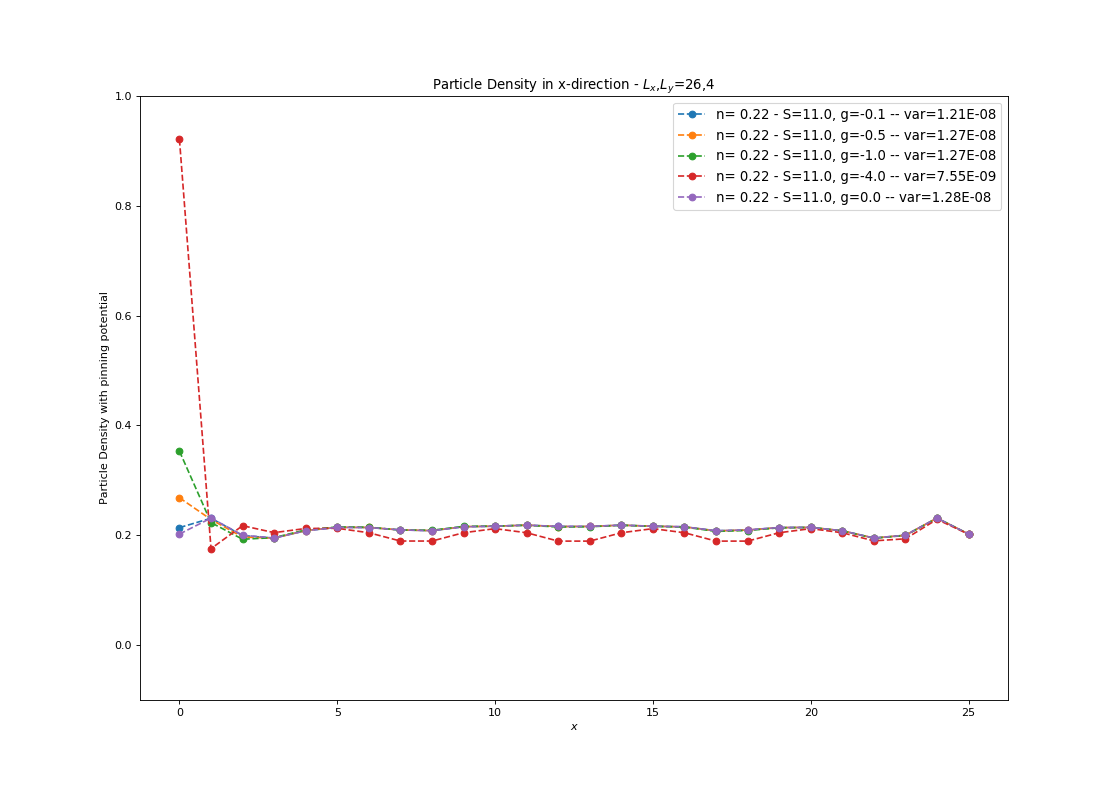 Particle Density in x-direction - $L_x$,$L_y$=26,4
n= 0.22 - S=11.0, g=-0.1 -- var=1.21E-08
n= 0.22 - S=11.0, g=-0.5 -- var=1.27E-08
n= 0.22 - S=11.0, g=-1.0 -- var=1.27E-08
n= 0.22 - S=11.0, g=-4.0 -- var=7.55E-09
n= 0.22 - S=11.0, g=0.0 -- var=1.28E-08
Particle Density with pinning potential
1.0
0.8
0.6
0.4
0.2
0.0
0 5 10 15 20 25
x